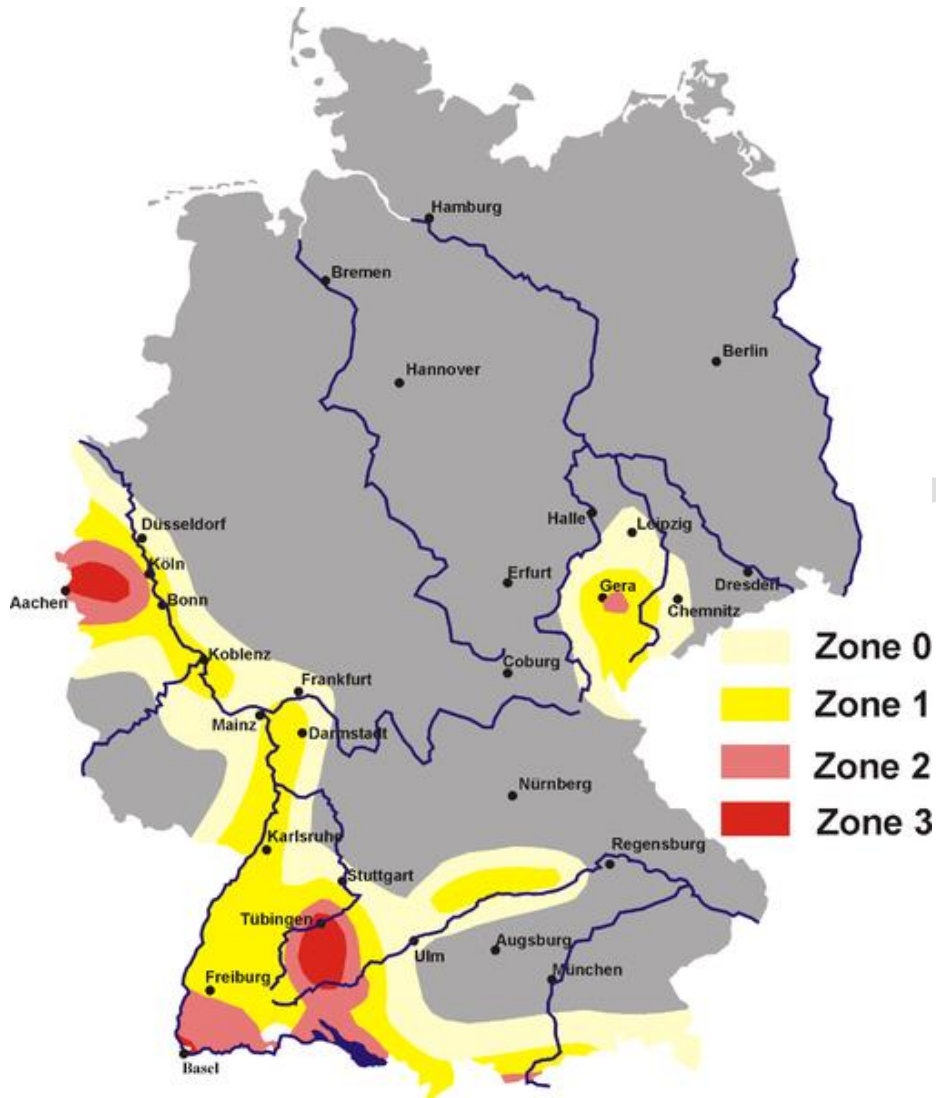 Hamburg
Bremen
Berlin
Hannover
Halle
Leipzig
Düsseldorf
Köln
Erfurt
Gera
Dresden
Aachen
Bonn
Chemnitz
Koblenz
Coburg
Frankfurt
Mainz
Darmstadt
Nürnberg
Karlsruhe
Regensburg
Stuttgart
Tübingen
Ulm
Augsburg
Freiburg
München
Basel
Zone 0
Zone 1
Zone 2
Zone 3